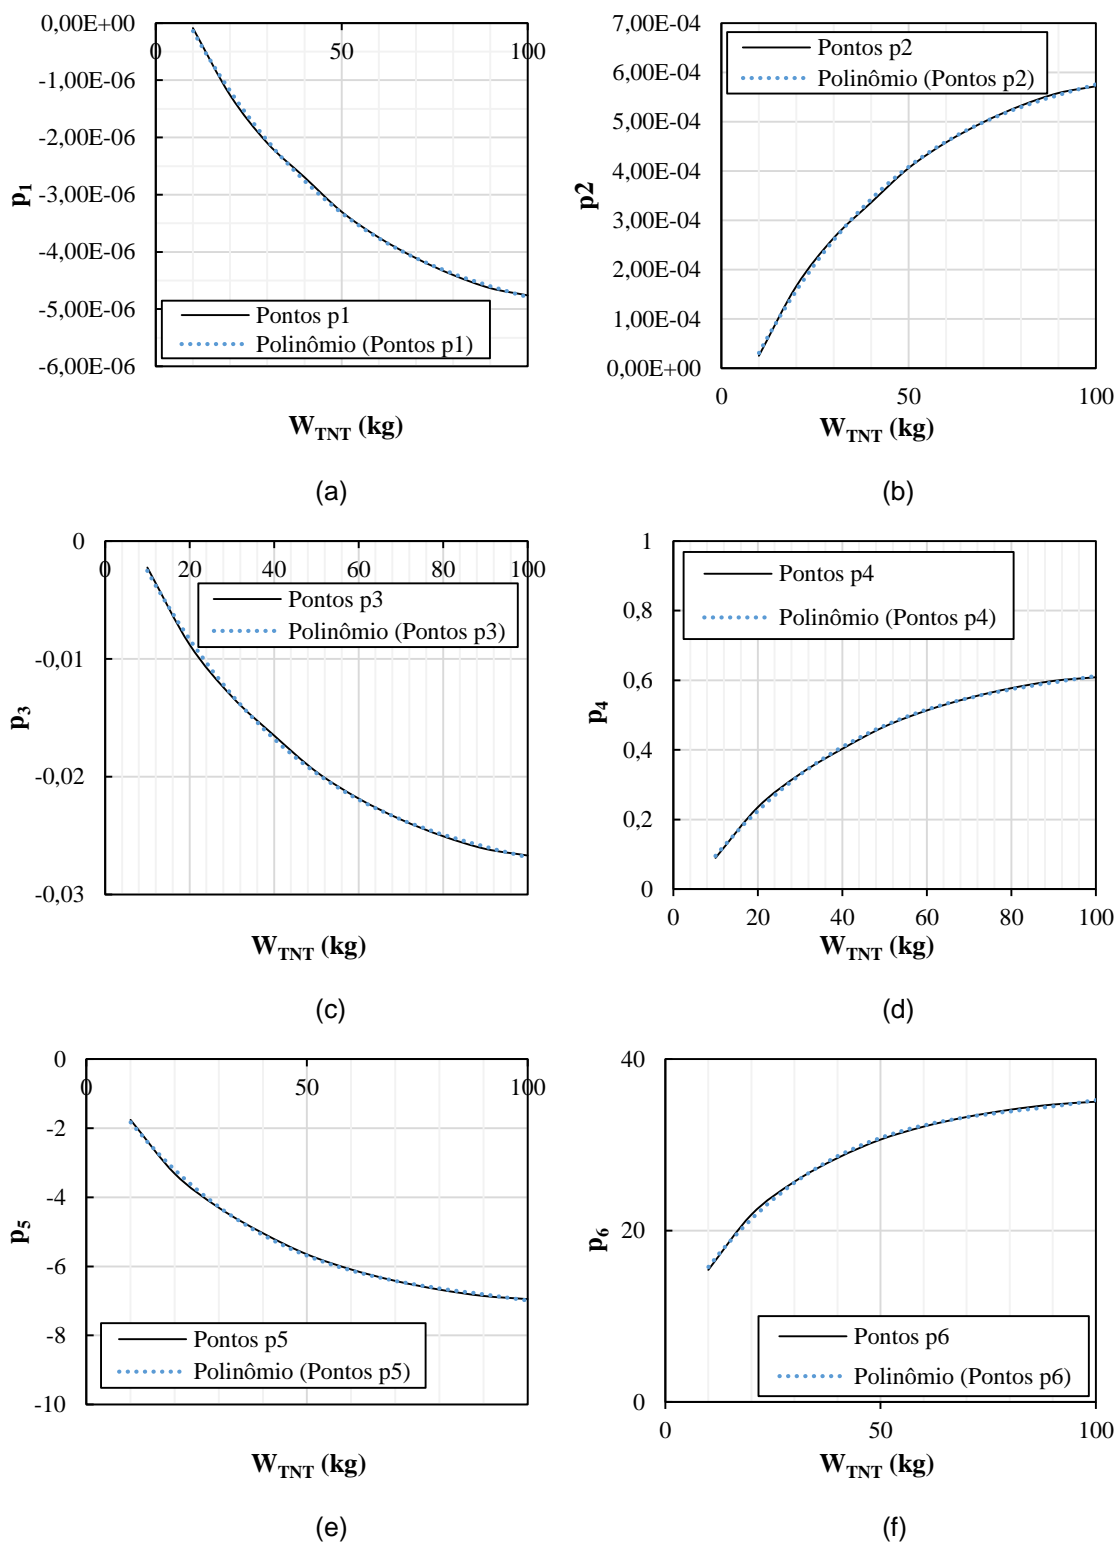 0,00E+00
-1,00E-06
-2,00E-06
-3,00E-06
-4,00E-06
-5,00E-06
-6,00E-06
0 50 100
p1
Pontos p1
Polinômio (Pontos p1)
WTNT (kg)
(a)
7,00E-04
6,00E-04
5,00E-04
4,00E-04
3,00E-04
2,00E-04
1,00E-04
0,00E+00
p2
Pontos p2
Polinômio (Pontos p2)
0 50 100
WTNT (kg)
(b)
0
-0,01
-0,02
-0,03
0 20 40 60 80 100
p3
Pontos p3
Polinômio (Pontos p3)
WTNT (kg)
(c)
1
0,8
0,6
0,4
0,2
0
p4
Pontos p4
Polinômio (Pontos p4)
0 20 40 60 80 100
WTNT (kg)
(d)
0
-2
-4
-6
-8
-10
0 50 100
p5
Pontos p5
Polinômio (Pontos p5)
WTNT (kg)
(e)
40
20
0
p6
Pontos p6
Polinômio (Pontos p6)
0 50 100
WTNT (kg)
(f)